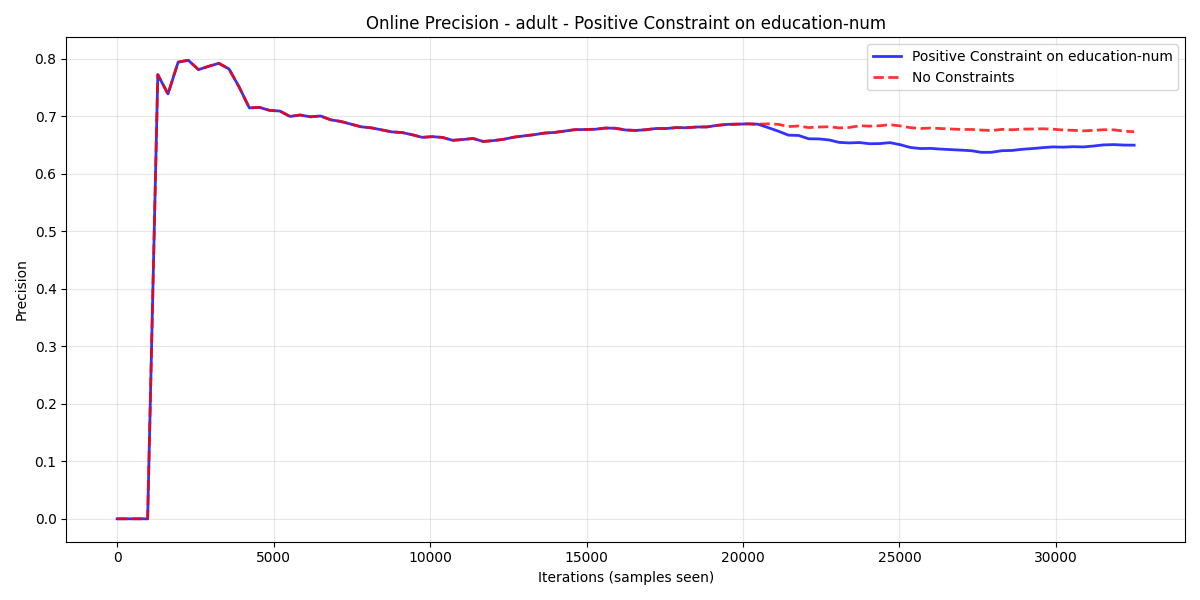 Online Precision - adult - Positive Constraint on education-num
Positive Constraint on education-num
No Constraints
Precision
0.8
0.7
0.6
0.5
0.4
0.3
0.2
0.1
0.0
0 5000 10000 15000 20000 25000 30000
Iterations (samples seen)